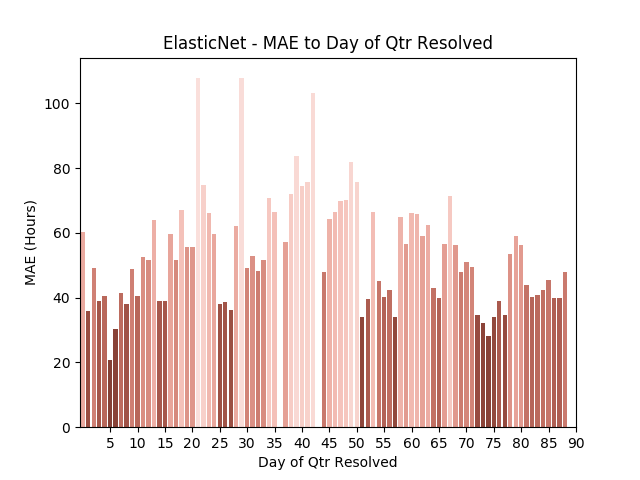 ElasticNet - MAE to Day of Qtr Resolved
MAE (Hours)
100
80
60
40
20
0
5 10 15 20 25 30 35 40 45 50 55 60 65 70 75 80 85 90
Day of Qtr Resolved